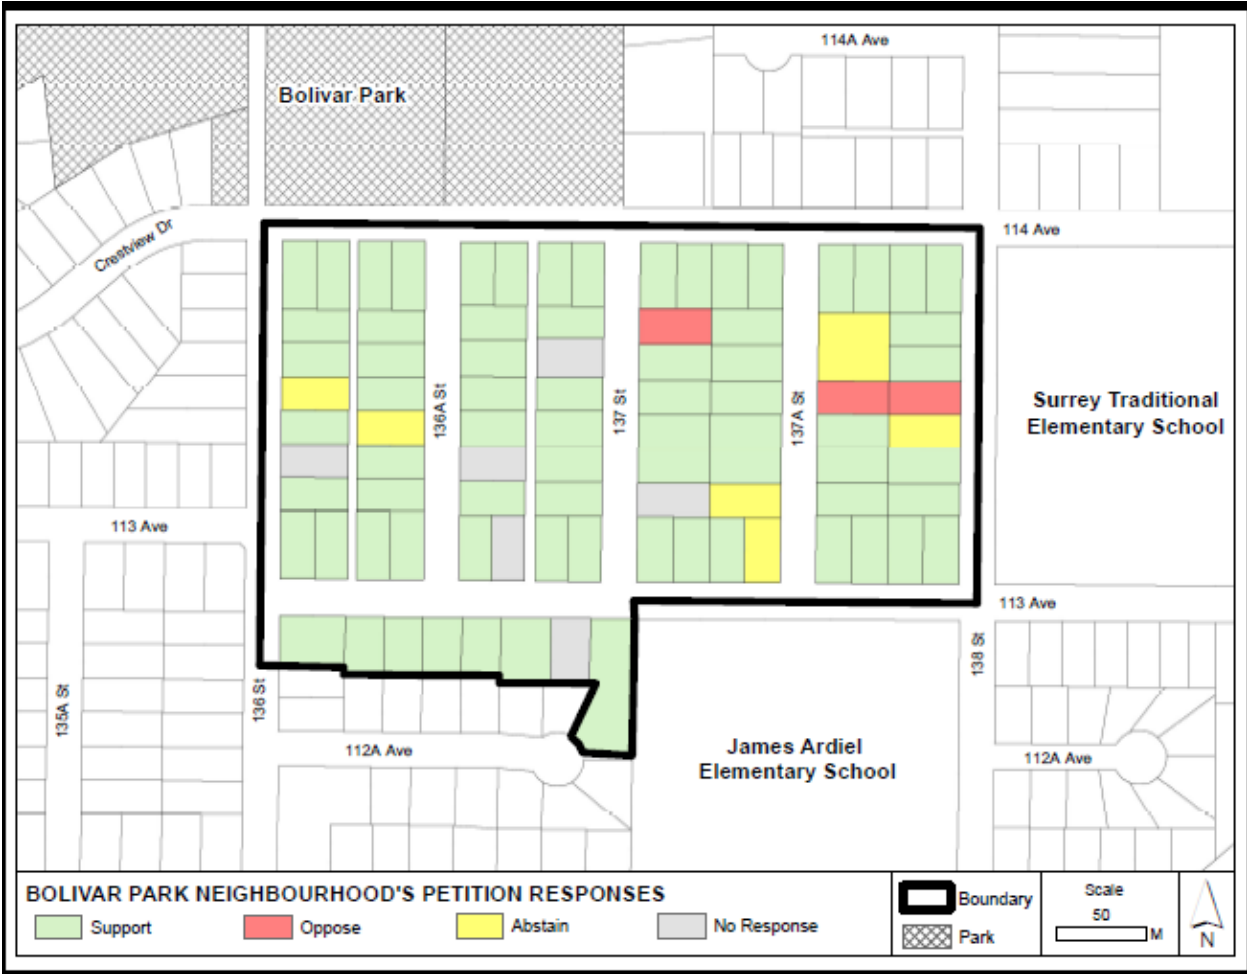 114A Ave
Bolivar Park
Crestview Dr
114 Ave
136A St
137 St
137A St
Surrey Traditional
Elementary School
113 Ave
113 Ave
138 St
135A St
136 St
112A Ave
James Ardiel
Elementary School
112A Ave
BOLIVAR PARK NEIGHBOURHOOD'S PETITION RESPONSES
Support
Oppose
Abstain
No Response
Boundary
Park
Scale
50
M
N